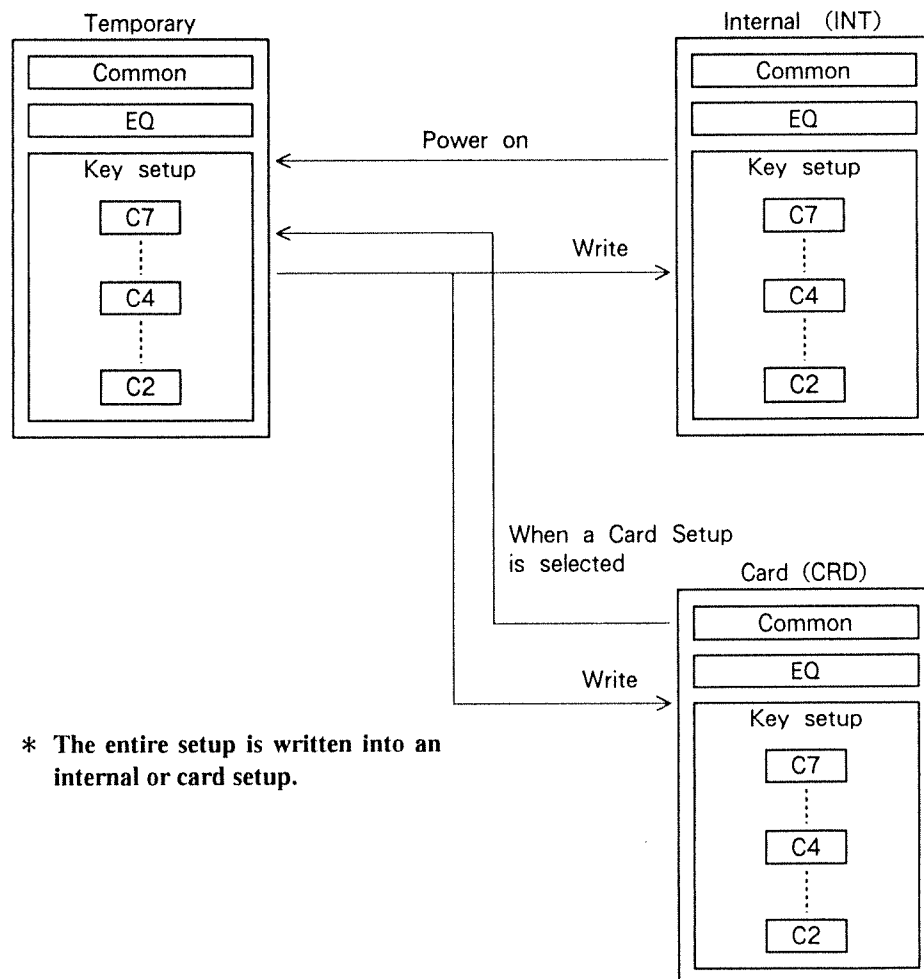 Temporary
Common
EQ
Key setup
C7
C4
C2
Internal (INT)
Common
EQ
Key setup
C7
C4
C2
Power on
Write
When a Card Setup
is selected
Write
Card (CRD)
Common
EQ
Key setup
C7
C4
C2
* The entire setup is written into an
internal or card setup.